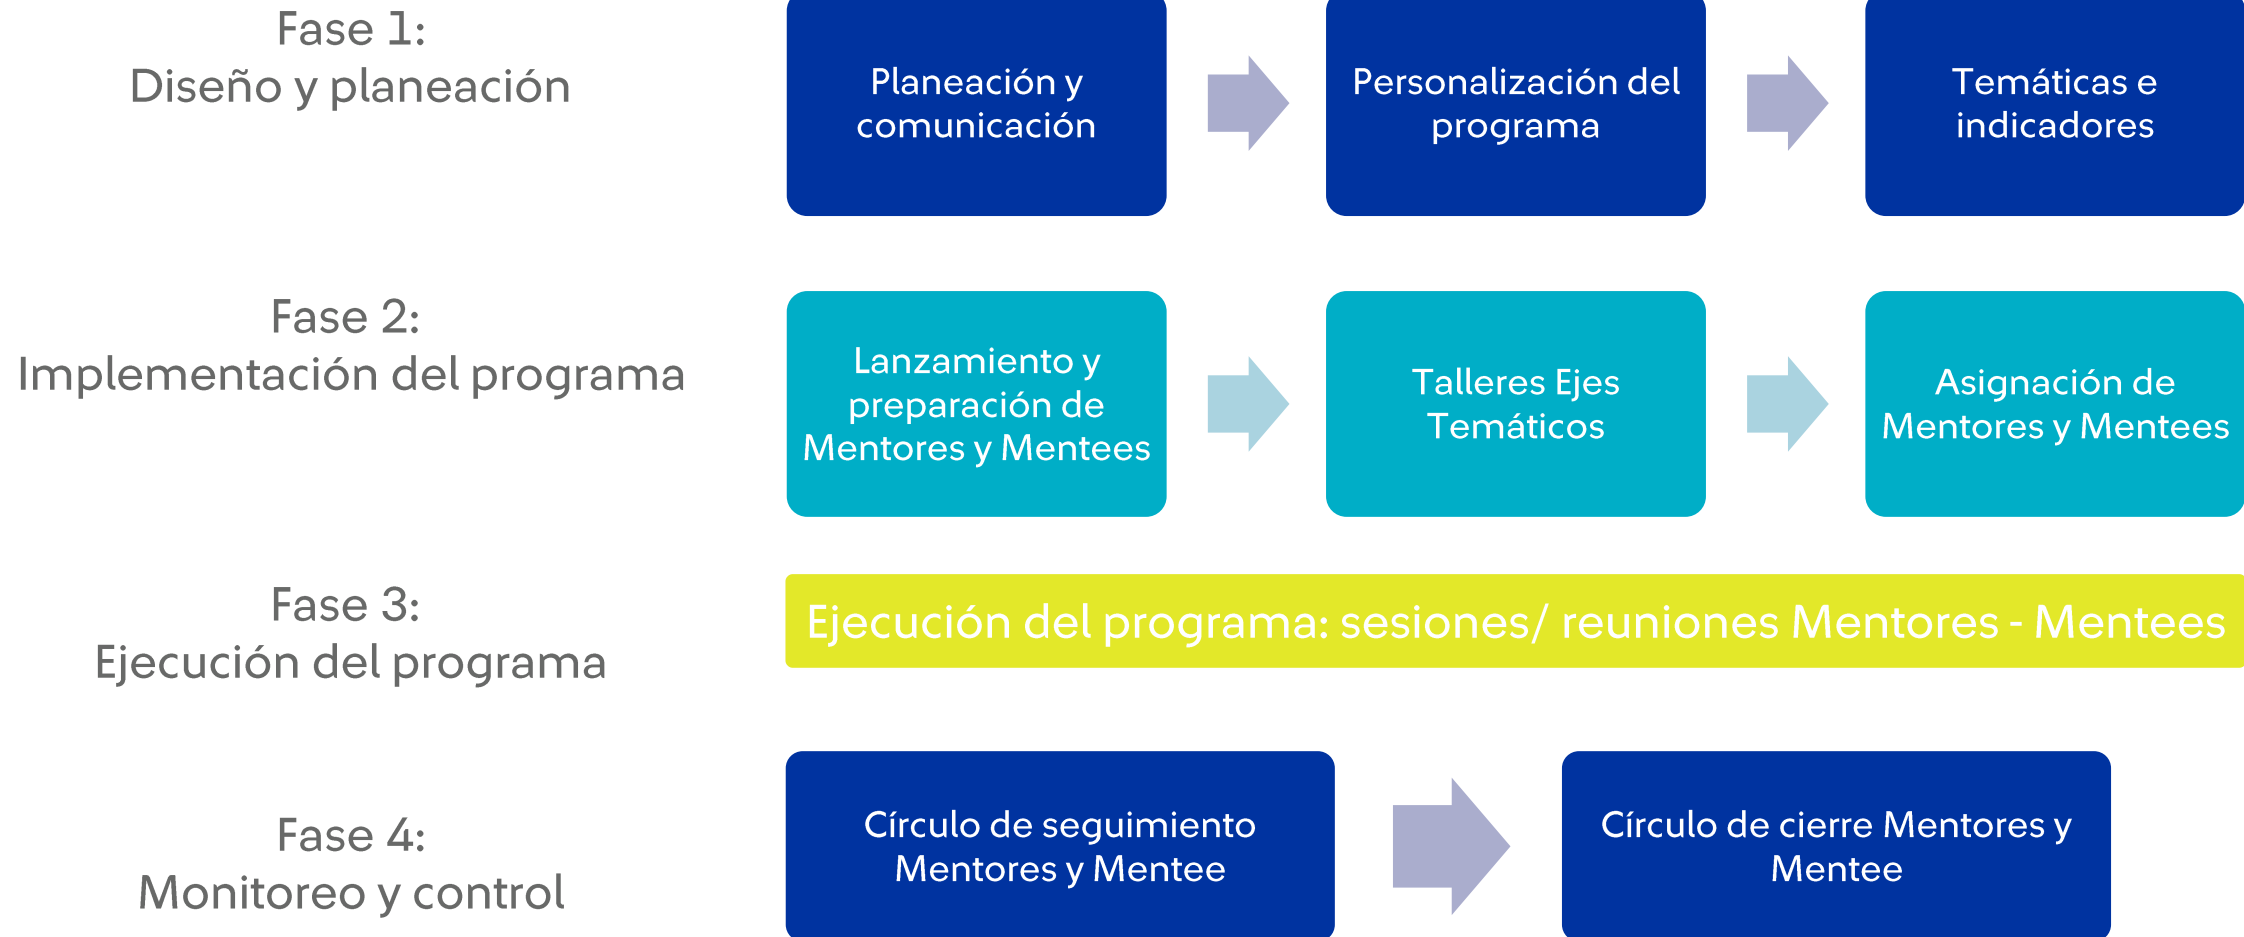 Fase 1:
Diseño y planeación
Planeación y
comunicación
Personalización del
programa
Temáticas e
indicadores
Fase 2:
Implementación del programa
Lanzamiento y
preparación de
Mentores y Mentees
Talleres Ejes
Temáticos
Asignación de
Mentores y Mentees
Fase 3:
Ejecución del programa
Ejecución del programa: sesiones/ reuniones Mentores - Mentees
Fase 4:
Monitoreo y control
Círculo de seguimiento
Mentores y Mentee
Círculo de cierre Mentores y
Mentee